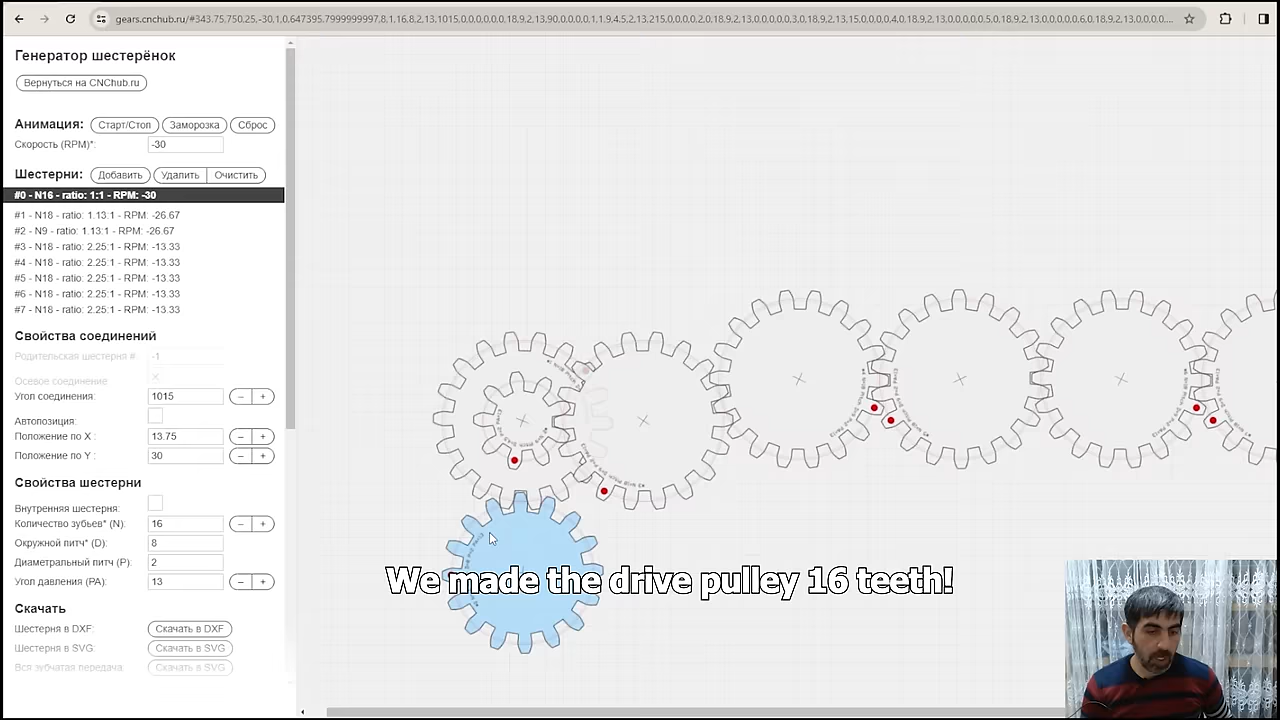 gears.cnchub.ru/#343.75,750.25,-30,1,0.647395.7999999997,8,1,16.8,2,13,1015,0,0,0,0,0,0.18.9,2,13,90,0,0,0,0,1,1.9,4.5,2,13,215,0,0,0,0,2,0.18.9,2,13,0,0,0,0,0,3,0.18.9,2,13,15,0,0,0,0,4,0.18.9,2,13,0,0,0,0,0,5,0.18.9,2,13,0,0,0,0,0,6,0.18.9,2,13,0,0,0,0...
Генератор шестерёнок
Вернуться на CNChub.ru
Анимация: Старт/Стоп Заморозка Сброс
Скорость (RPM)*: -30
Шестерни: Добавить Удалить Очистить
#0 - N16 - ratio: 1:1 - RPM: -30
#1 - N18 - ratio: 1.13:1 - RPM: -26.67
#2 - N9 - ratio: 1.13:1 - RPM: -26.67
#3 - N18 - ratio: 2.25:1 - RPM: -13.33
#4 - N18 - ratio: 2.25:1 - RPM: -13.33
#5 - N18 - ratio: 2.25:1 - RPM: -13.33
#6 - N18 - ratio: 2.25:1 - RPM: -13.33
#7 - N18 - ratio: 2.25:1 - RPM: -13.33
Свойства соединений
Родительская шестерня # -1
Осевое соединение
Угол соединения: 1015 – +
Автопозиция:
Положение по X : 13.75 – +
Положение по Y : 30 – +
Свойства шестерни
Внутренняя шестерня:
Количество зубьев* (N): 16 – +
Окружной питч* (D): 8
Диаметральный питч (P): 2
Угол давления (PA): 13 – +
Скачать
Шестерня в DXF: Скачать в DXF
Шестерня в SVG: Скачать в SVG
Вся зубчатая передача: Скачать в SVG
We made the drive pulley 16 teeth!